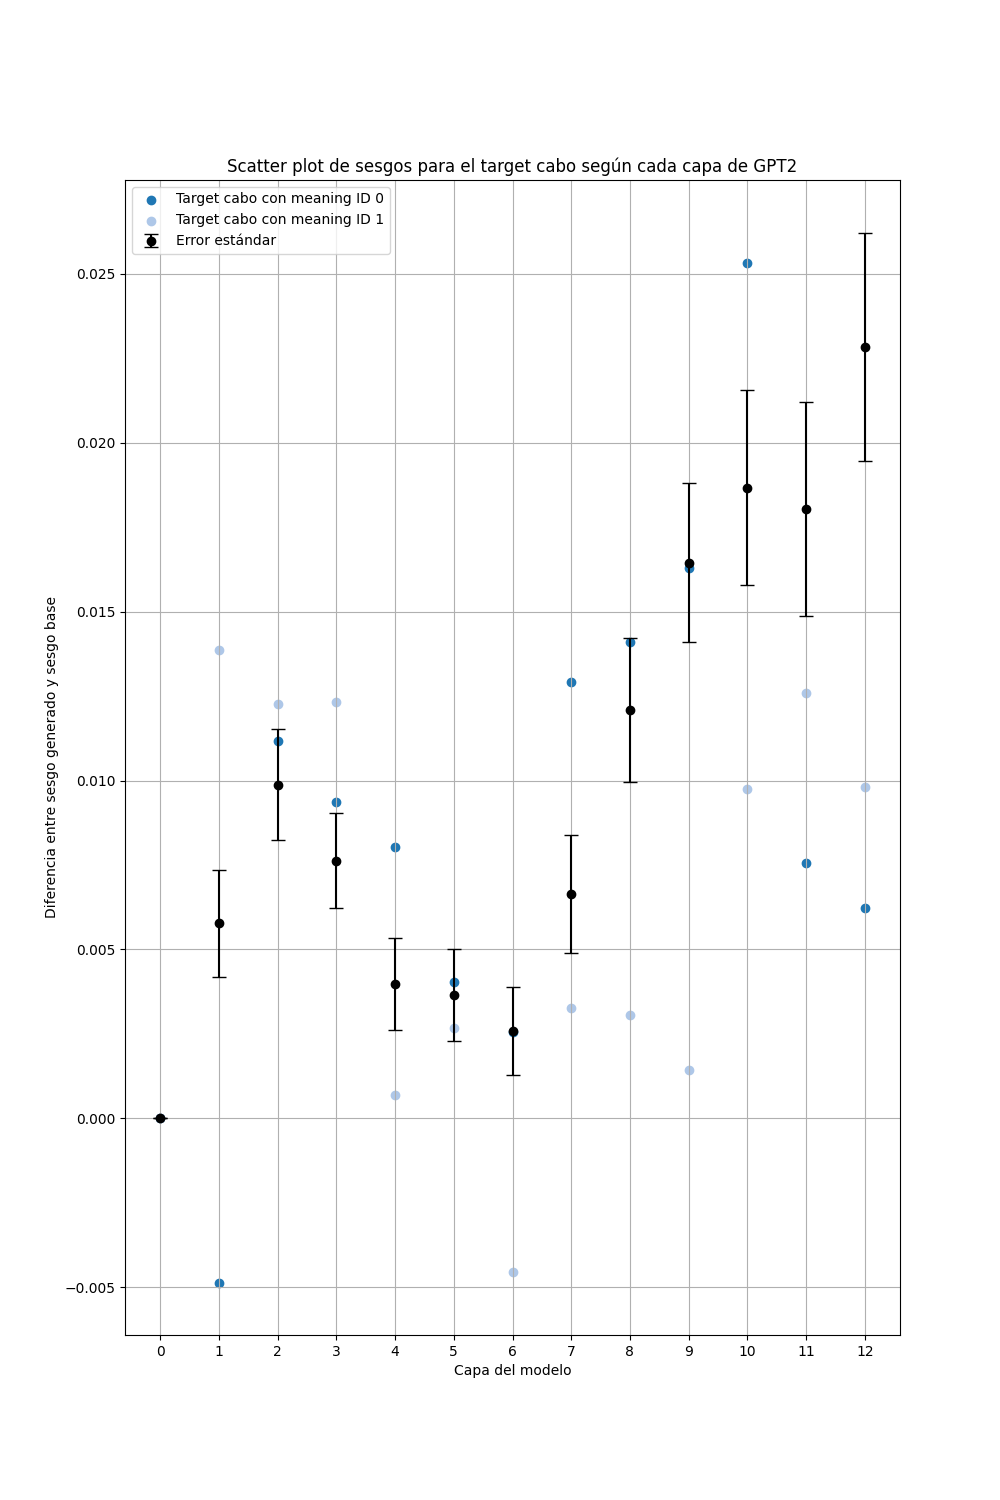 Scatter plot de sesgos para el target cabo según cada capa de GPT2
Target cabo con meaning ID 0
Target cabo con meaning ID 1
Error estándar
0.025
0.020
0.015
0.010
0.005
0.000
−0.005
Diferencia entre sesgo generado y sesgo base
0 1 2 3 4 5 6 7 8 9 10 11 12
Capa del modelo